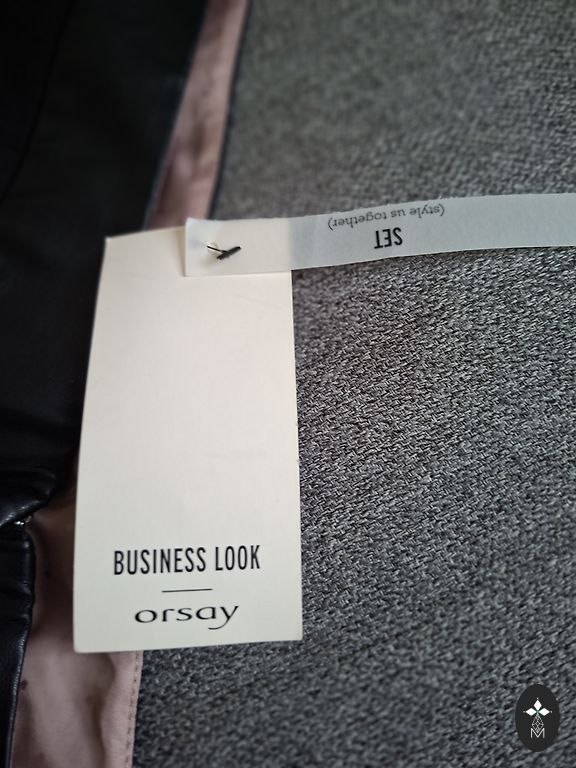 (style us together)
SET
BUSINESS LOOK
orsay
M